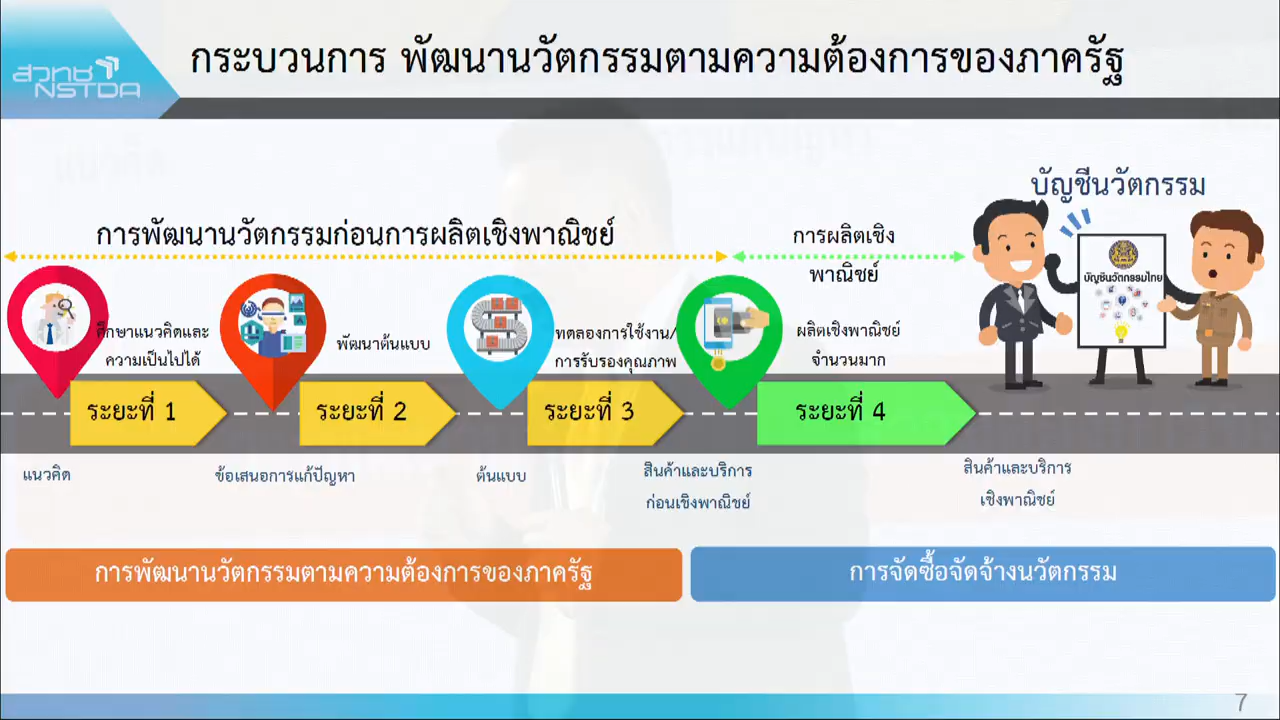 สวทช
NSTDA
กระบวนการ พัฒนานวัตกรรมตามความต้องการของภาครัฐ
บัญชีนวัตกรรม
การพัฒนานวัตกรรมก่อนการผลิตเชิงพาณิชย์
การผลิตเชิง
พาณิชย์
บัญชีนวัตกรรมไทย
ศึกษาแนวคิดและ
ความเป็นไปได้
พัฒนาต้นแบบ
ทดลองการใช้งาน/
การรับรองคุณภาพ
ผลิตเชิงพาณิชย์
จำนวนมาก
ระยะที่ 1
ระยะที่ 2
ระยะที่ 3
ระยะที่ 4
แนวคิด
ข้อเสนอการแก้ปัญหา
ต้นแบบ
สินค้าและบริการ
ก่อนเชิงพาณิชย์
สินค้าและบริการ
เชิงพาณิชย์
การพัฒนานวัตกรรมตามความต้องการของภาครัฐ
การจัดซื้อจัดจ้างนวัตกรรม
7